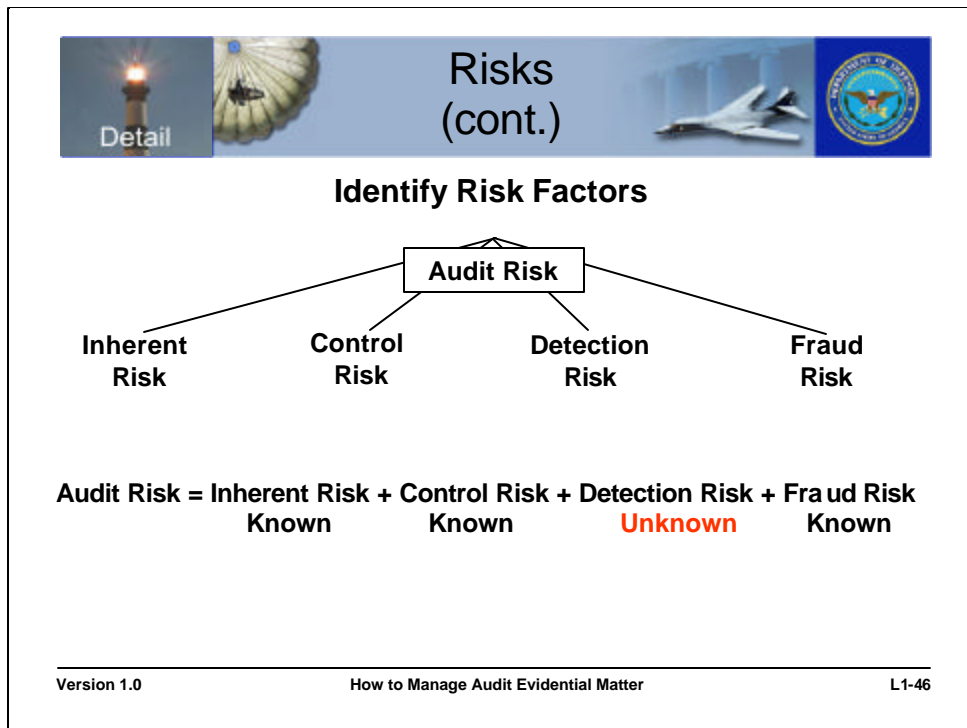 Detail
Risks
(cont.)
Identify Risk Factors
Audit Risk
Inherent
Risk
Control
Risk
Detection
Risk
Fraud
Risk
Audit Risk = Inherent Risk + Control Risk + Detection Risk + Fraud Risk
Known Known Unknown Known
Version 1.0 How to Manage Audit Evidential Matter L1-46